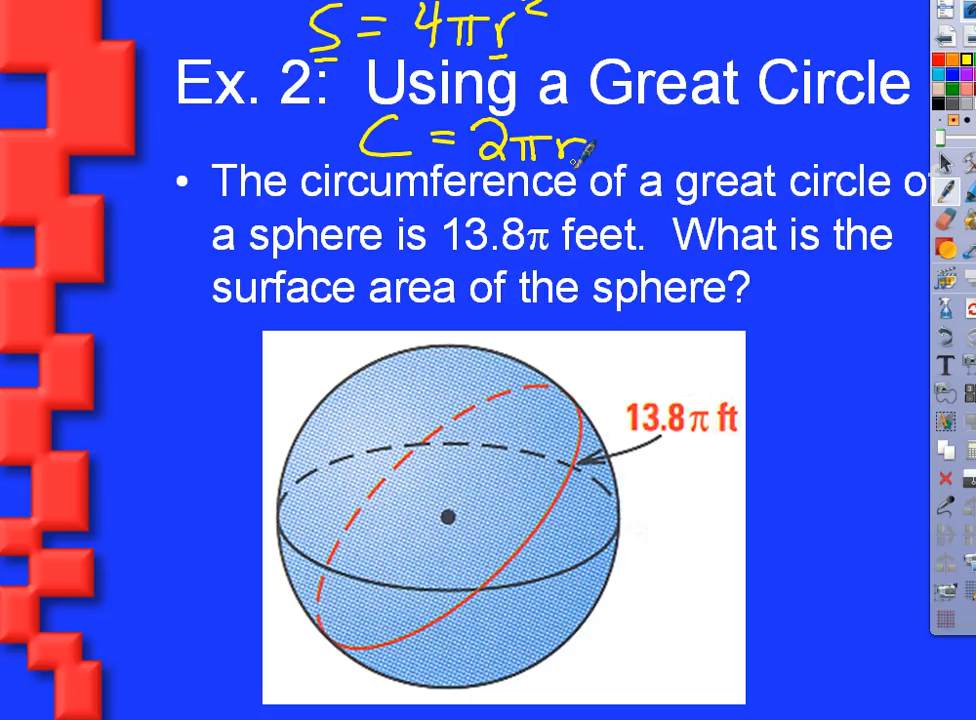 S = 4πr²
Ex. 2: Using a Great Circle
C = 2πr
• The circumference of a great circle of
a sphere is 13.8π feet. What is the
surface area of the sphere?
13.8π ft
T